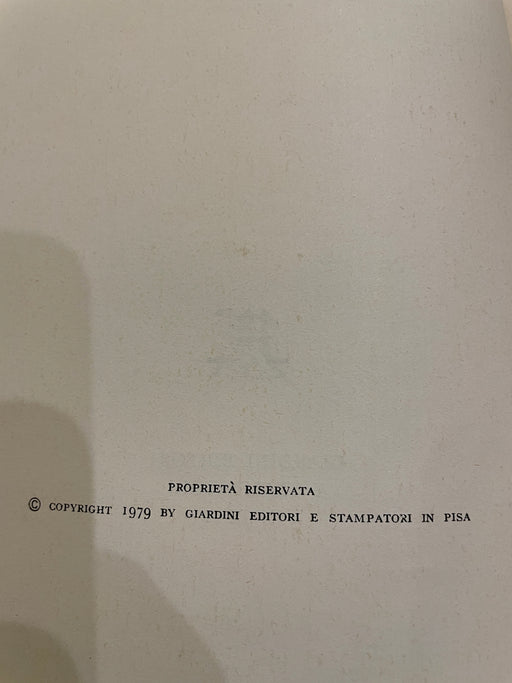 PROPRIETÀ RISERVATA
© COPYRIGHT 1979 BY GIARDINI EDITORI E STAMPATORI IN PISA